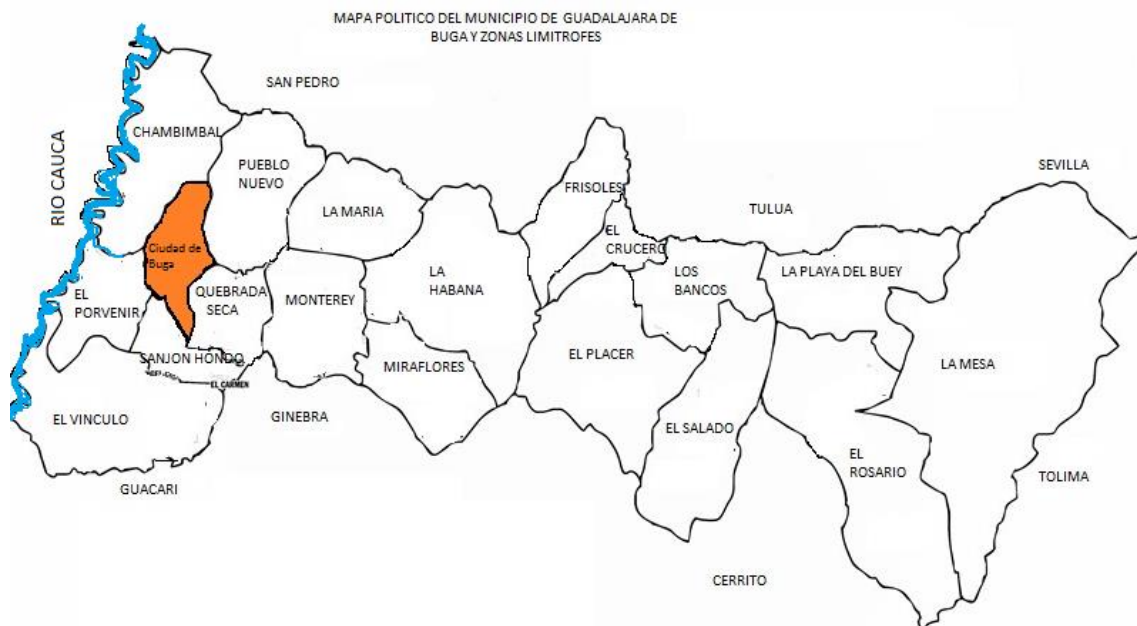 MAPA POLITICO DEL MUNICIPIO DE GUADALAJARA DE
BUGA Y ZONAS LIMITROFES
SAN PEDRO
RIO CAUCA
CHAMBIMBAL
PUEBLO
NUEVO
LA MARIA
FRISOLES
SEVILLA
TULUA
EL
CRUCERO
Ciudad de
Buga
LA
HABANA
LOS
BANCOS
LA PLAYA DEL BUEY
EL
PORVENIR
QUEBRADA
SECA
MONTEREY
SANJON HONDO
EL CARMEN
MIRAFLORES
EL PLACER
LA MESA
EL VINCULO
GINEBRA
EL SALADO
EL
ROSARIO
TOLIMA
GUACARI
CERRITO